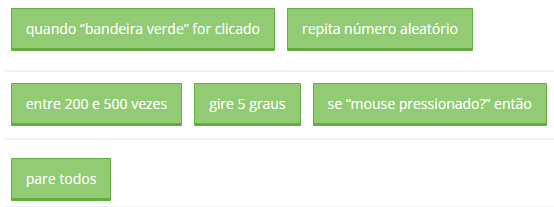 quando “bandeira verde” for clicado repita número aleatório
entre 200 e 500 vezes gire 5 graus se “mouse pressionado?” então
pare todos